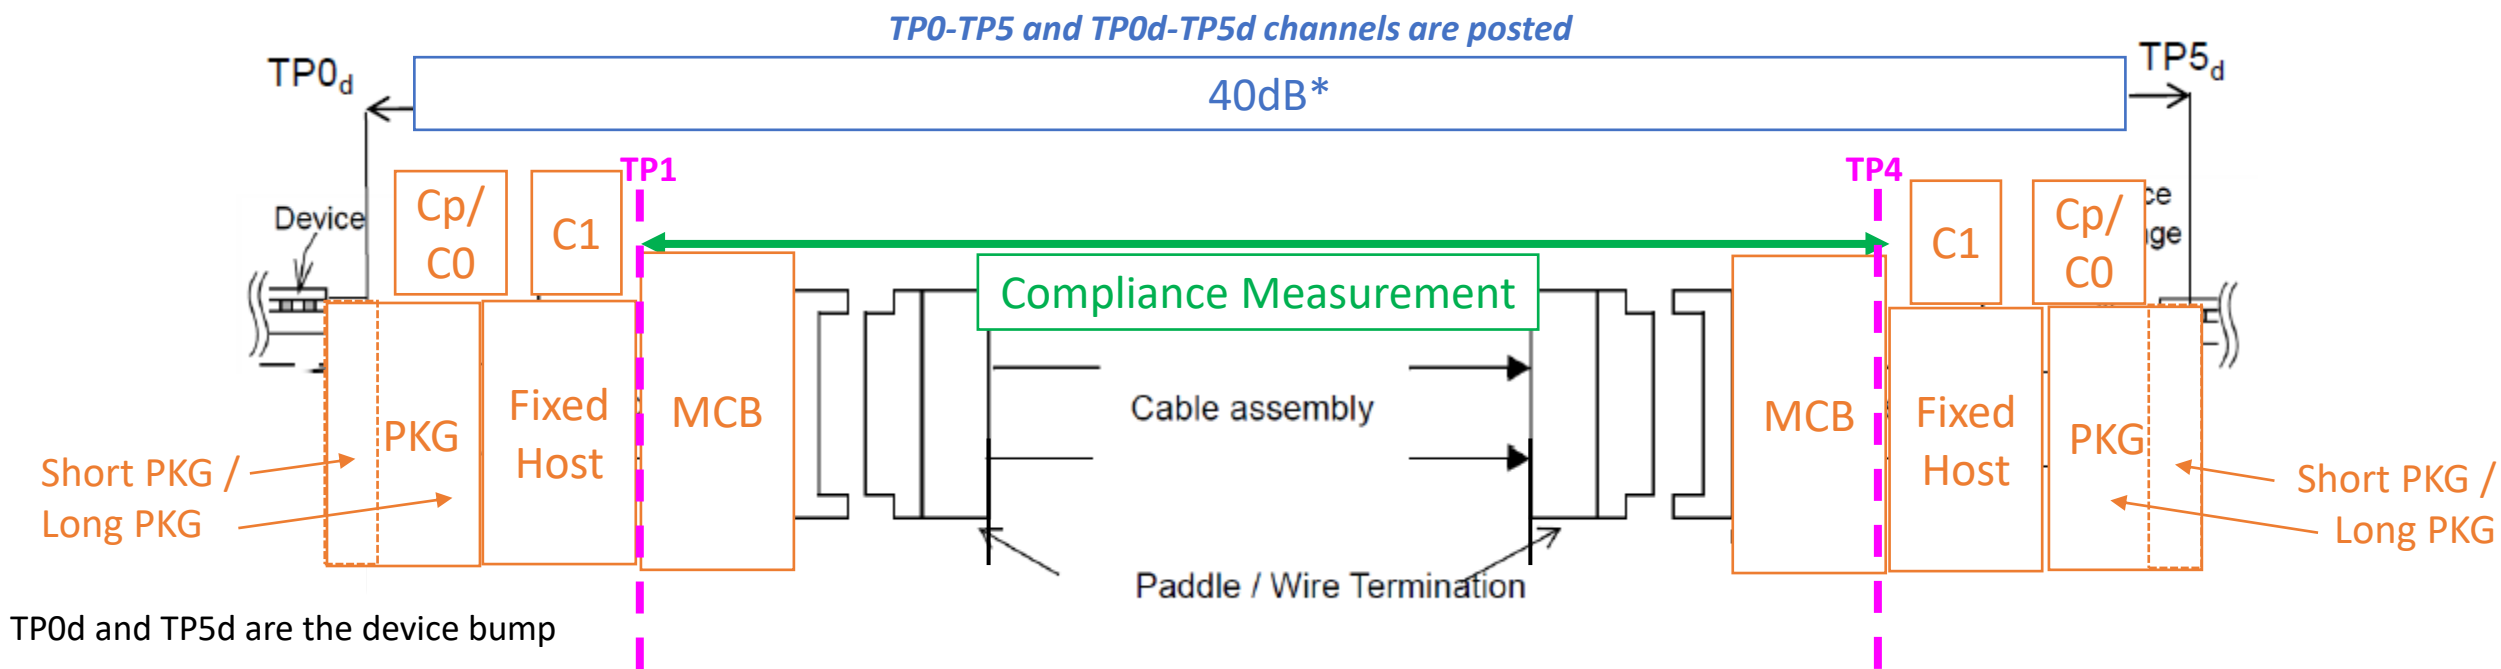 TP0-TP5 and TP0d-TP5d channels are posted
TP0d
TP5d
40dB*
TP1
TP4
Device
Cp/
C0
C1
C1
Cp/
C0
Compliance Measurement
PKG
Fixed
Host
MCB
Cable assembly
MCB
Fixed
Host
PKG
Short PKG /
Long PKG
Short PKG /
Long PKG
Paddle / Wire Termination
TP0d and TP5d are the device bump